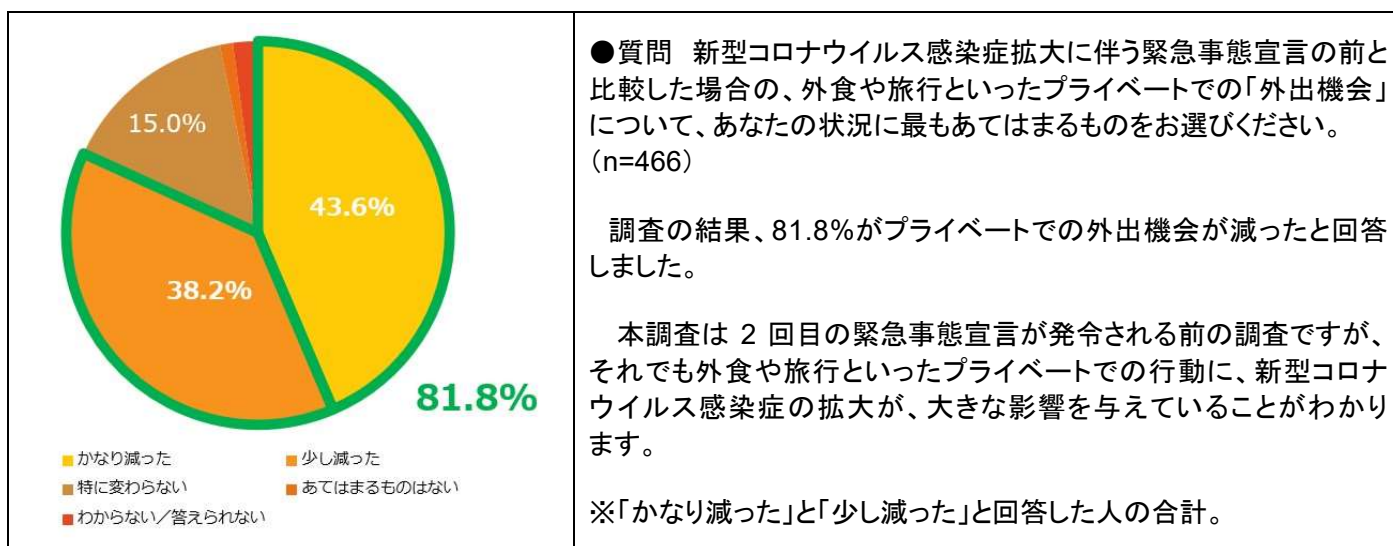 15.0%
43.6%
38.2%
81.8%
かなり減った
少し減った
特に変わらない
あてはまるものはない
わからない／答えられない
●質問 新型コロナウイルス感染症拡大に伴う緊急事態宣言の前と
比較した場合の、外食や旅行といったプライベートでの「外出機会」
について、あなたの状況に最もあてはまるものをお選びください。
（n=466）
調査の結果、81.8%がプライベートでの外出機会が減ったと回答
しました。
本調査は 2 回目の緊急事態宣言が発令される前の調査ですが、
それでも外食や旅行といったプライベートでの行動に、新型コロナ
ウイルス感染症の拡大が、大きな影響を与えていることがわかり
ます。
※「かなり減った」と「少し減った」と回答した人の合計。